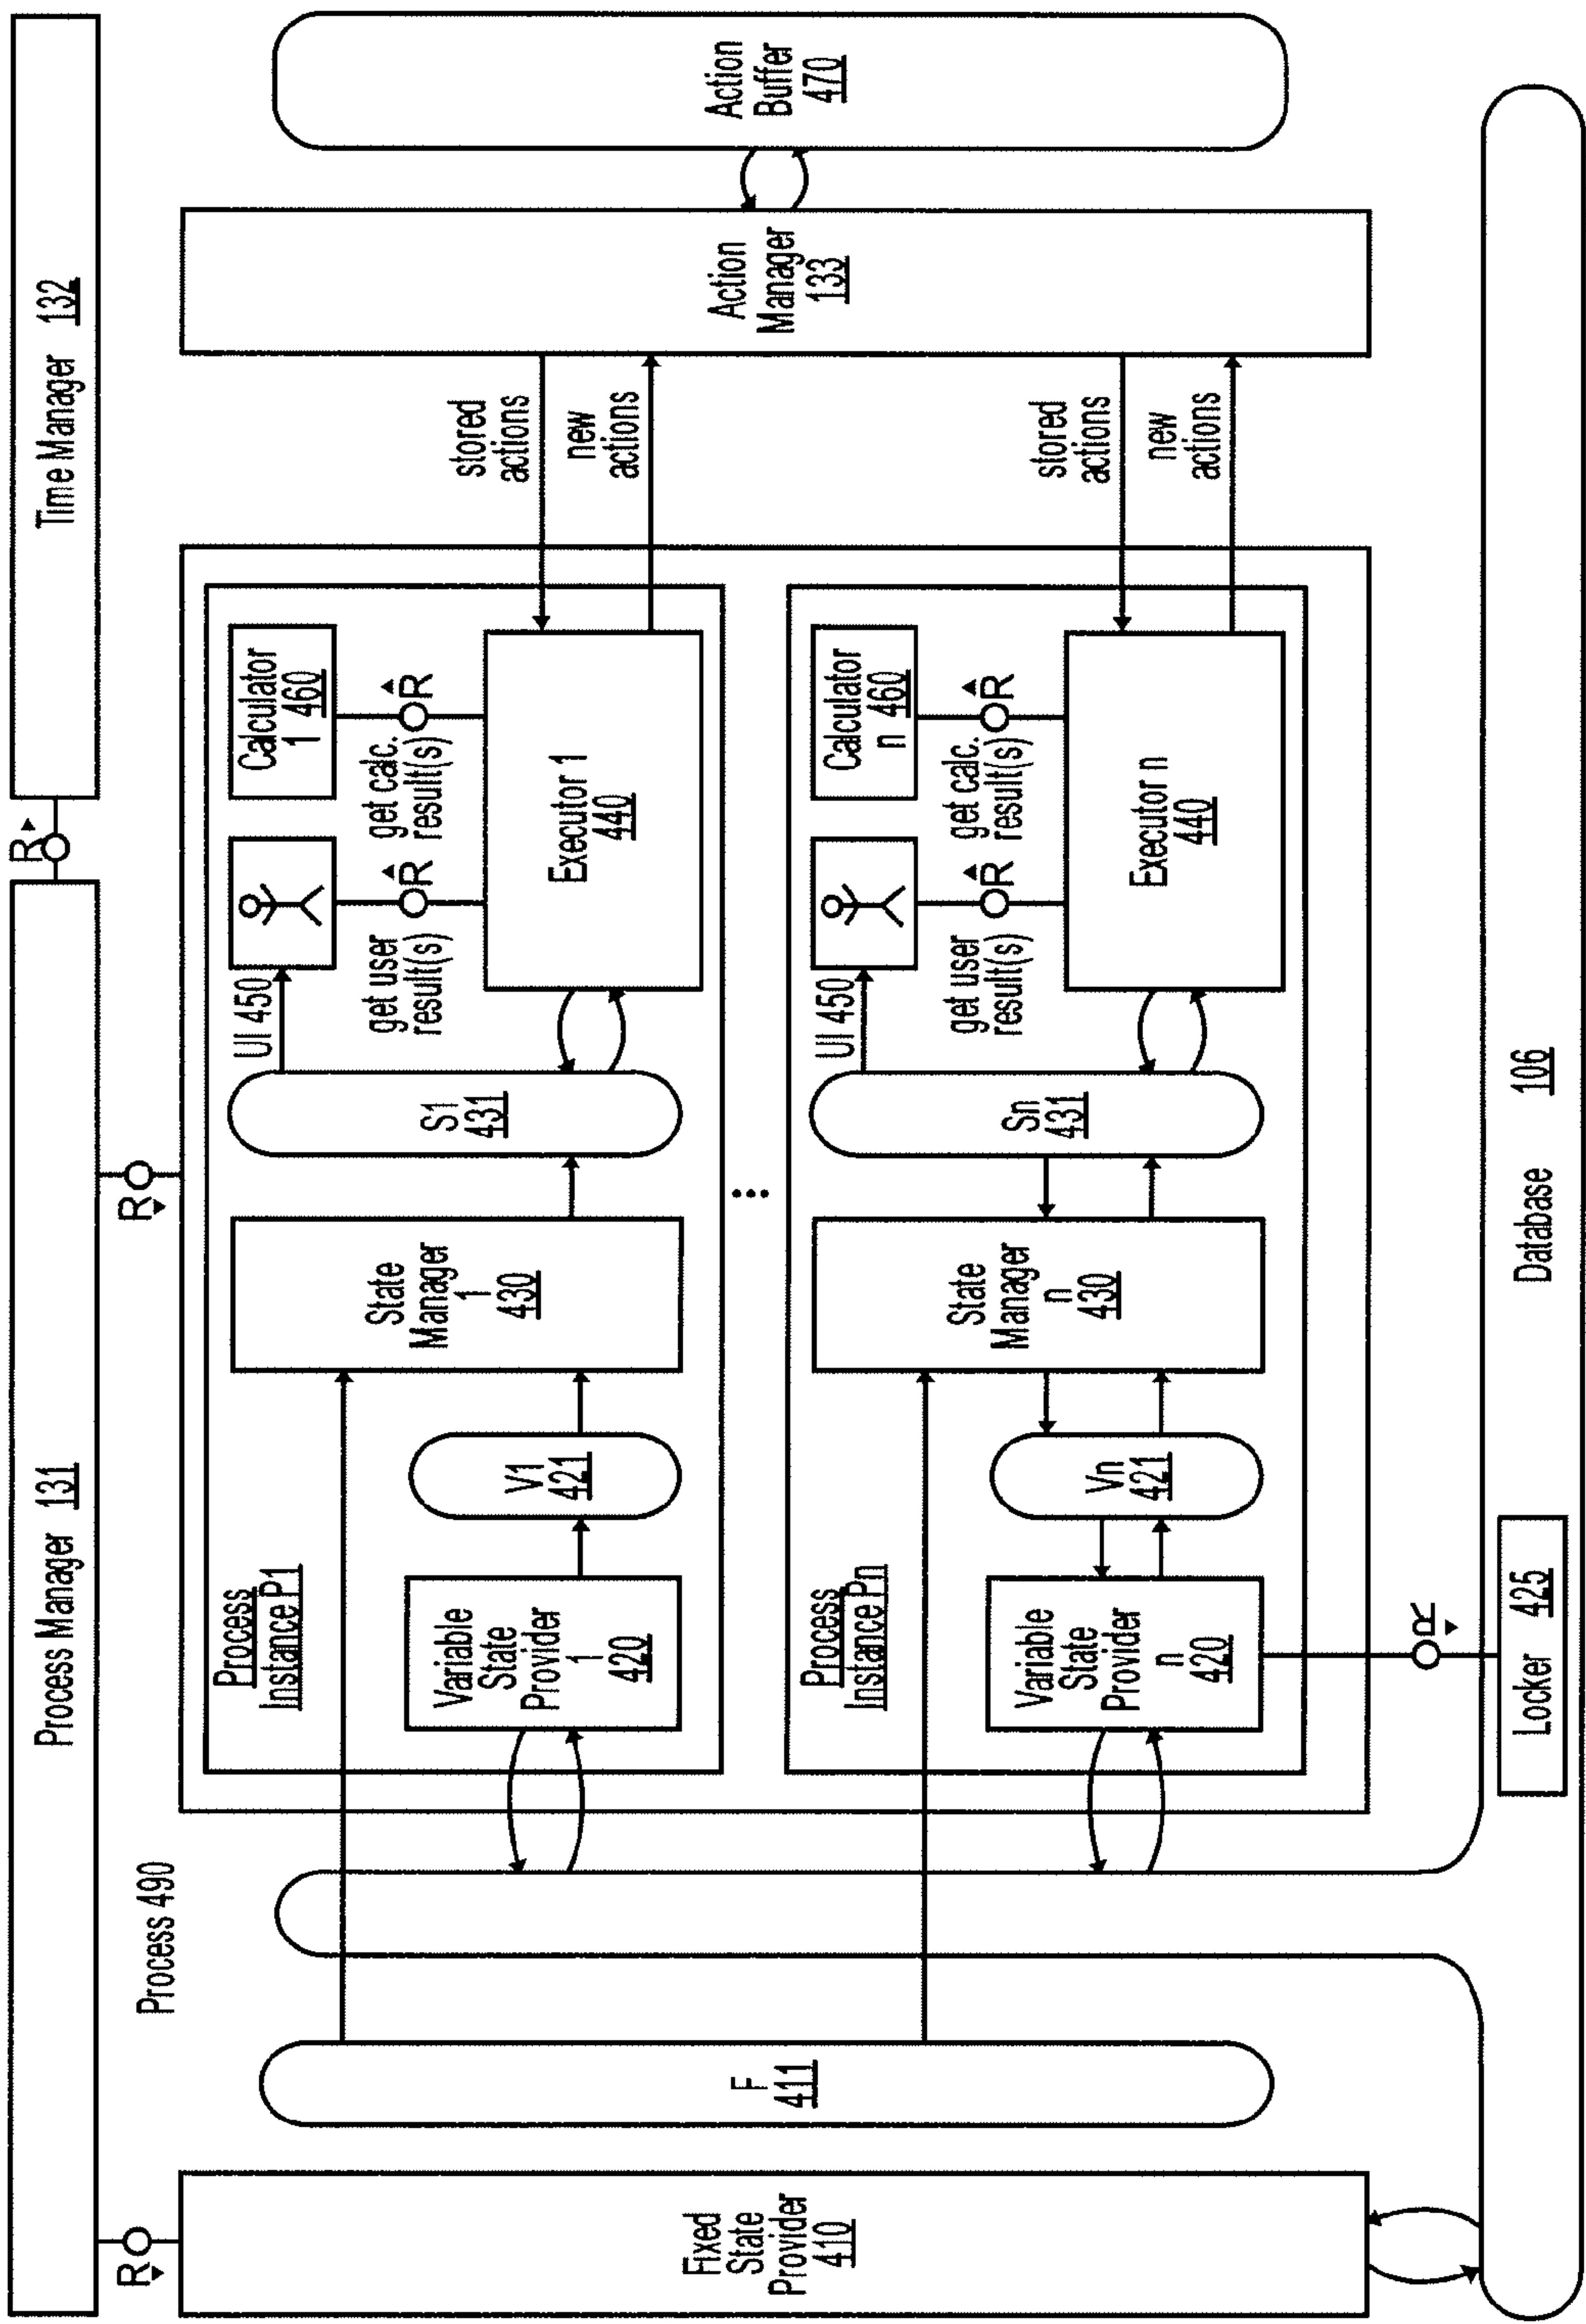 Process Manager 131
R
Time Manager 132
R
Process 490
R
Fixed
State
Provider
410
F
411
Process
Instance P1
Variable
State
Provider
1
420
V1
421
State
Manager
1
430
S1
431
UI 450
get user
result(s)
R
get calc.
result(s)
R
Calculator
1 460
Executor 1
440
stored
actions
new
actions
...
Process
Instance Pn
Variable
State
Provider
n
420
Vn
421
State
Manager
n
430
Sn
431
UI 450
get user
result(s)
R
get calc.
result(s)
R
Calculator
n 460
Executor n
440
stored
actions
new
actions
Action
Manager
133
Action
Buffer
470
R
Locker 425
Database 106